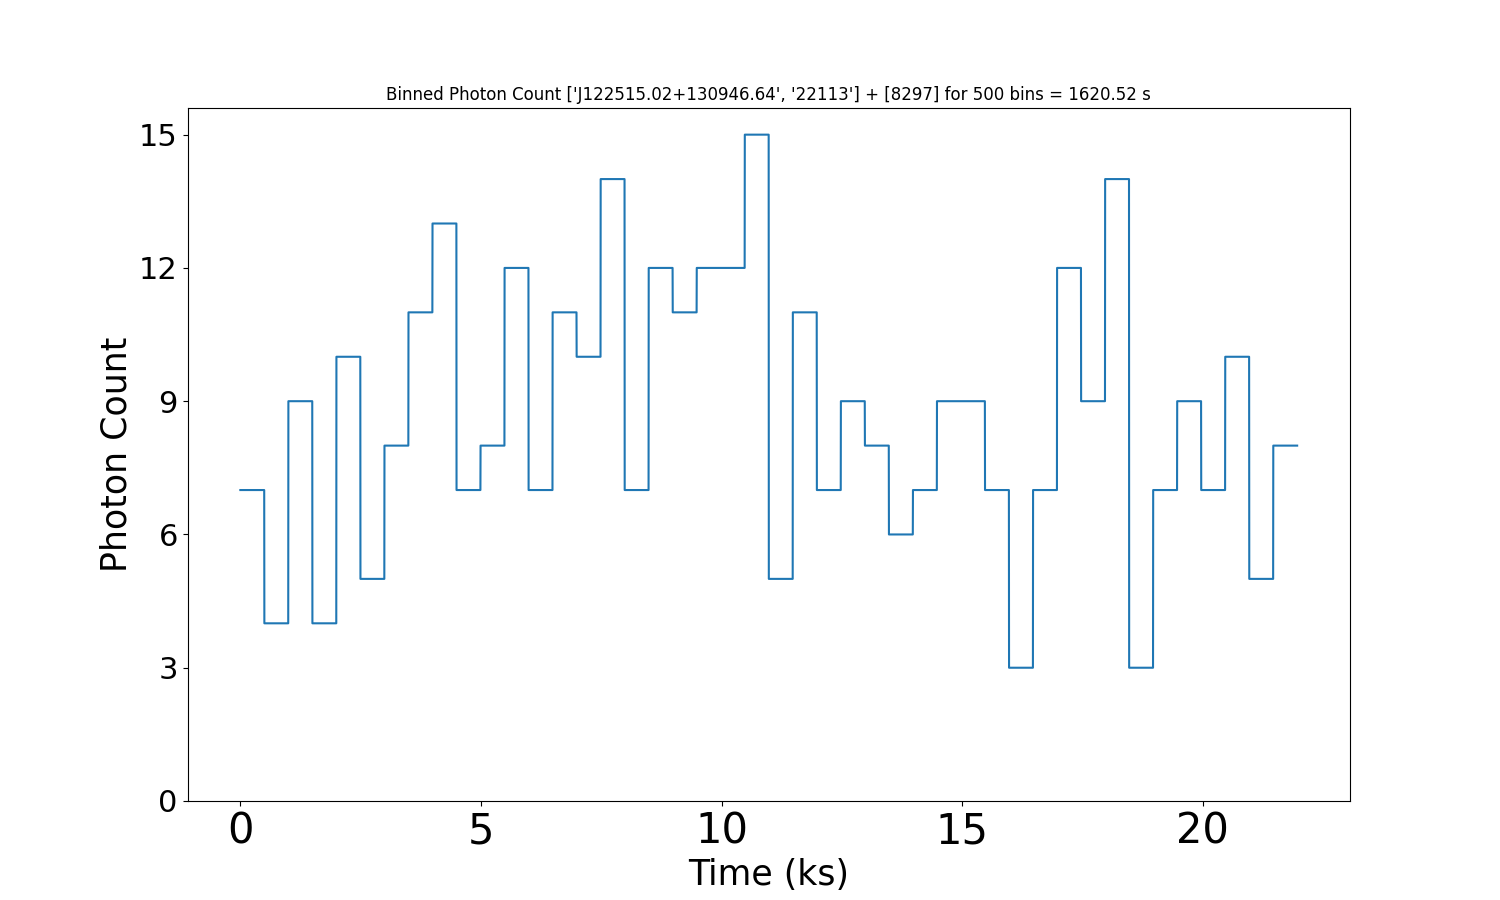 Binned Photon Count ['J122515.02+130946.64', '22113'] + [8297] for 500 bins = 1620.52 s
15
12
9
6
3
0
Photon Count
0 5 10 15 20
Time (ks)